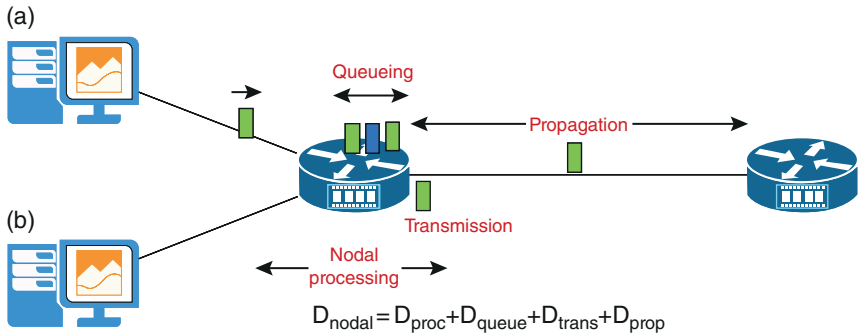 (a)
Queueing
Propagation
(b)
Transmission
Nodal
processing
D_nodal = D_proc + D_queue + D_trans + D_prop